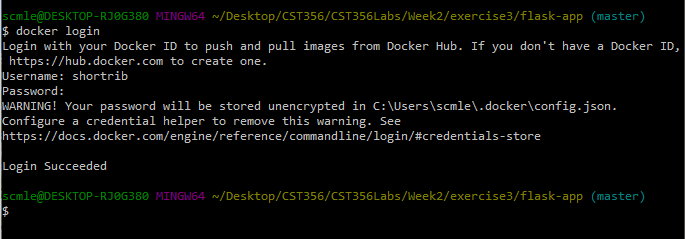 scmle@DESKTOP-RJ0G380 MINGW64 ~/Desktop/CST356/CST356Labs/Week2/exercise3/flask-app (master)
$ docker login
Login with your Docker ID to push and pull images from Docker Hub. If you don't have a Docker ID,
 https://hub.docker.com to create one.
Username: shortrib
Password:
WARNING! Your password will be stored unencrypted in C:\Users\scmle\.docker\config.json.
Configure a credential helper to remove this warning. See
https://docs.docker.com/engine/reference/commandline/login/#credentials-store
Login Succeeded
scmle@DESKTOP-RJ0G380 MINGW64 ~/Desktop/CST356/CST356Labs/Week2/exercise3/flask-app (master)
$